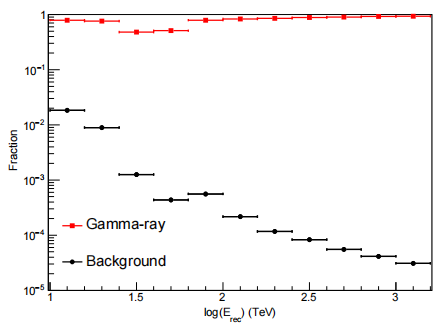 1
10⁻¹
10⁻²
10⁻³
10⁻⁴
10⁻⁵
Fraction
Gamma-ray
Background
1 1.5 2 2.5 3
log(E_rec) (TeV)